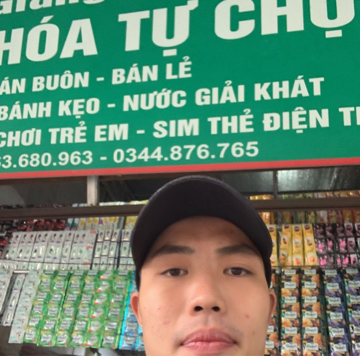 HÓA TỰ CHỌ
ÁN BUÔN - BÁN LẺ
BÁNH KẸO - NƯỚC GIẢI KHÁT
CHƠI TRẺ EM - SIM THẺ ĐIỆN T
3.680.963 - 0344.876.765